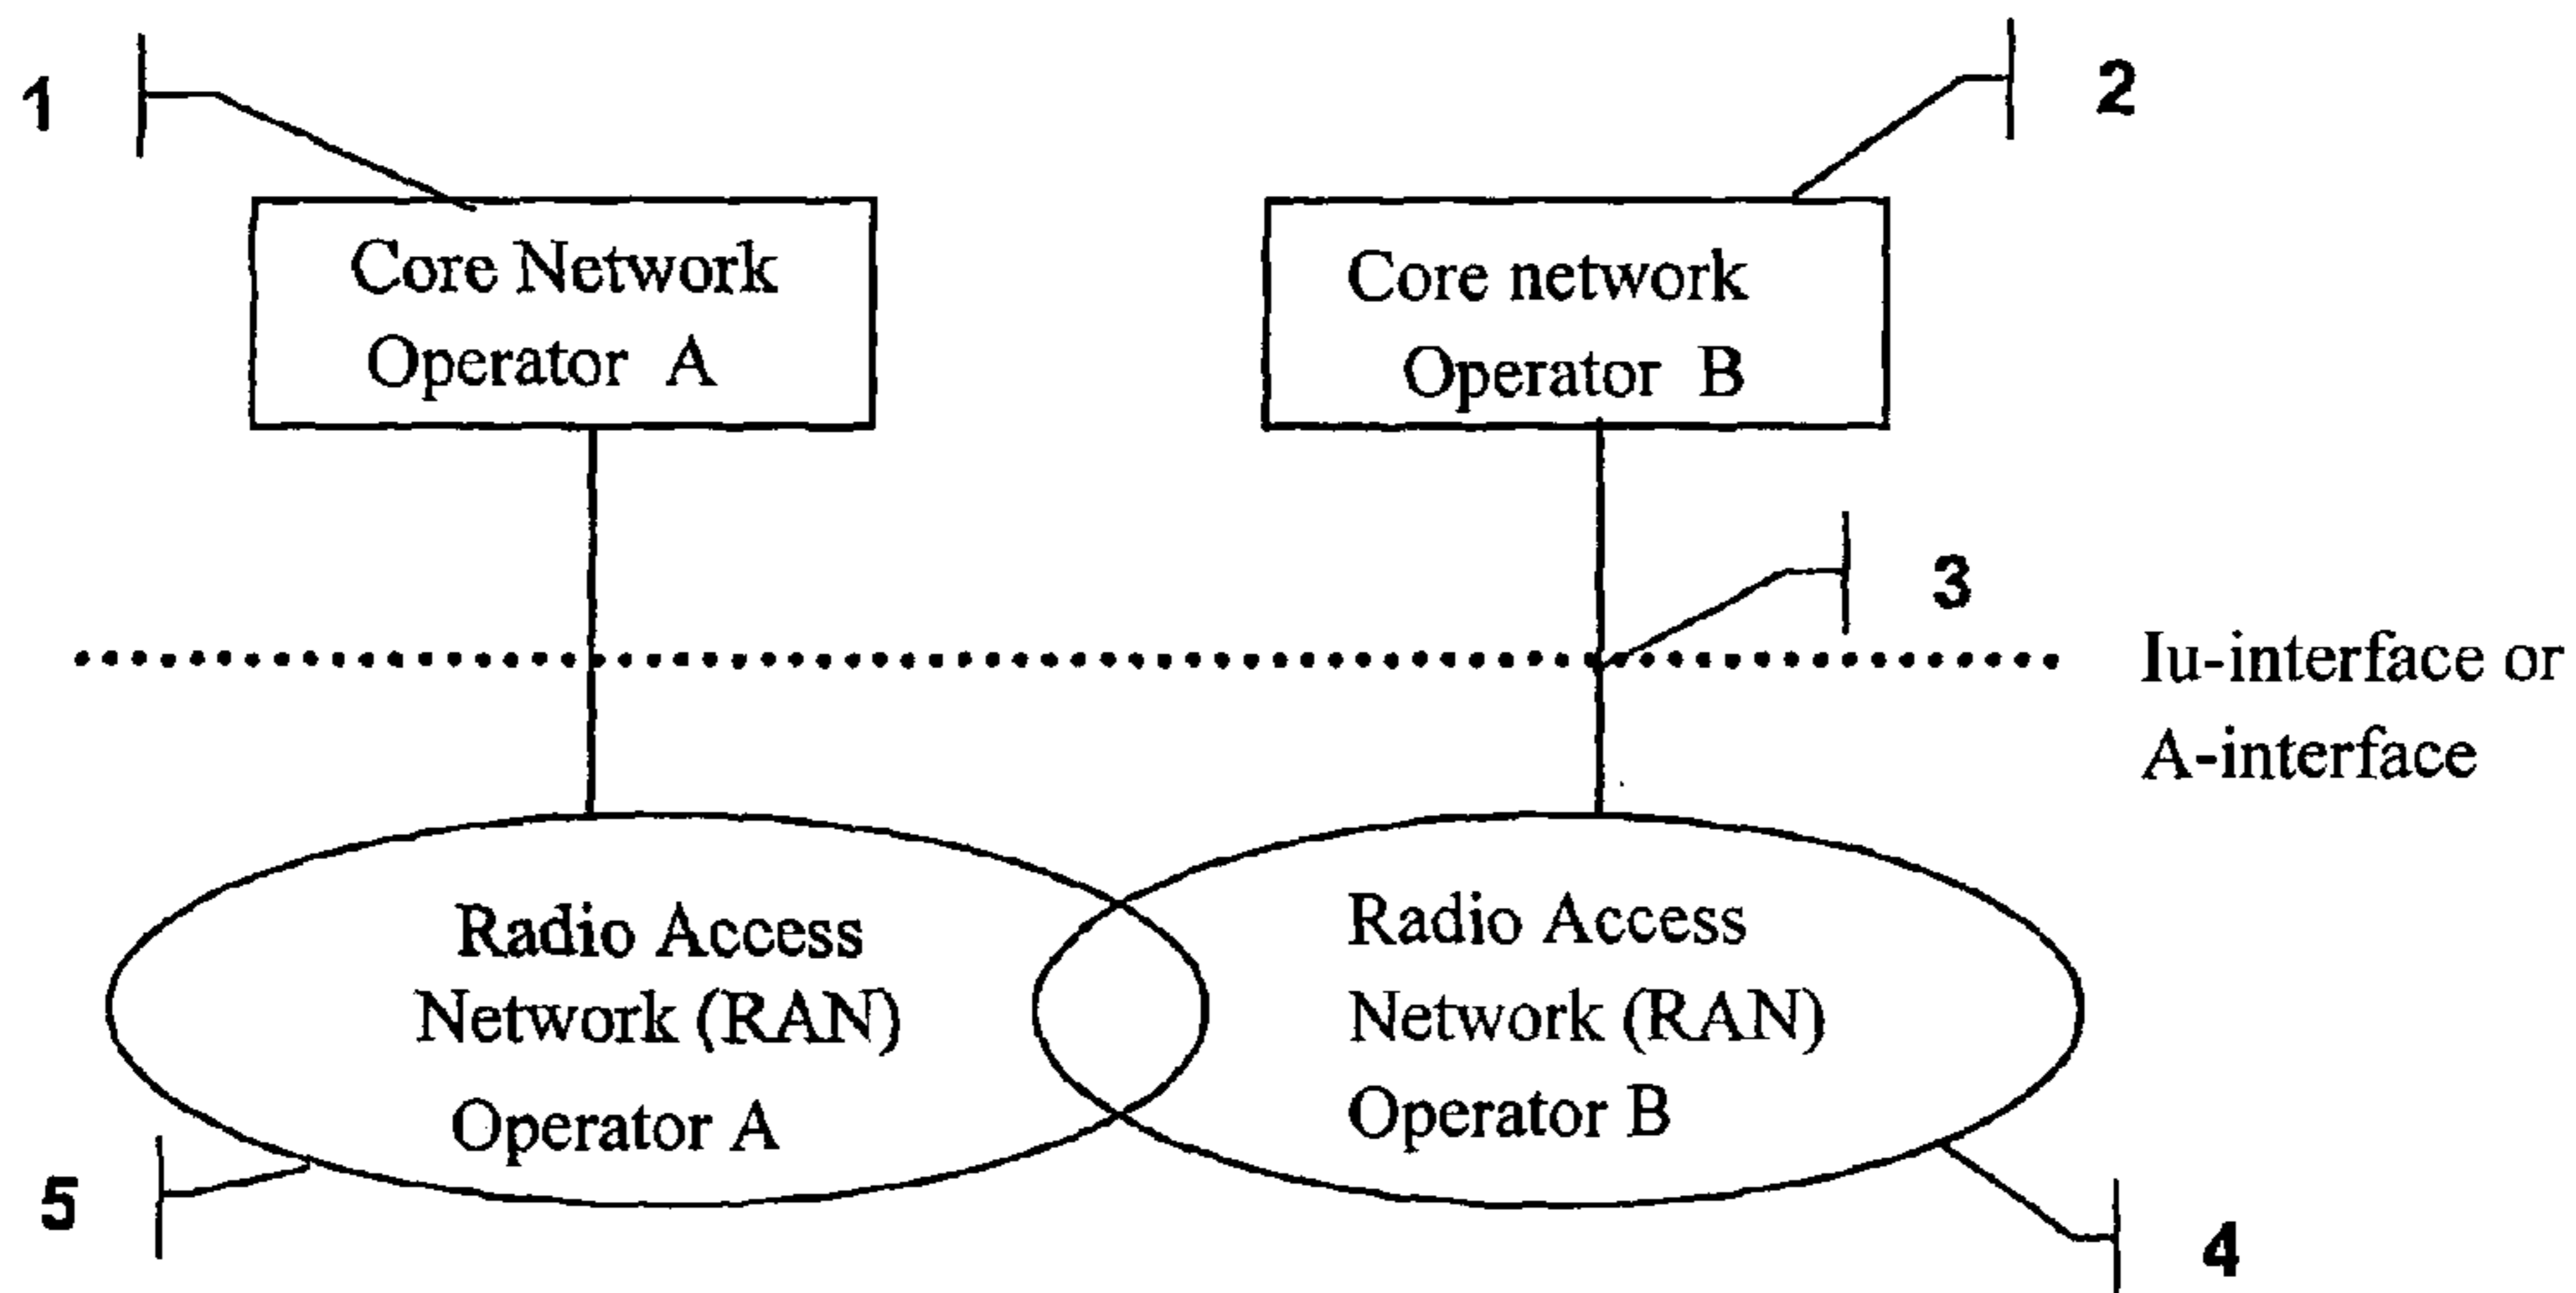 1
2
Core Network
Operator A
Core network
Operator B
3
Iu-interface or
A-interface
Radio Access
Network (RAN)
Operator A
Radio Access
Network (RAN)
Operator B
5
4